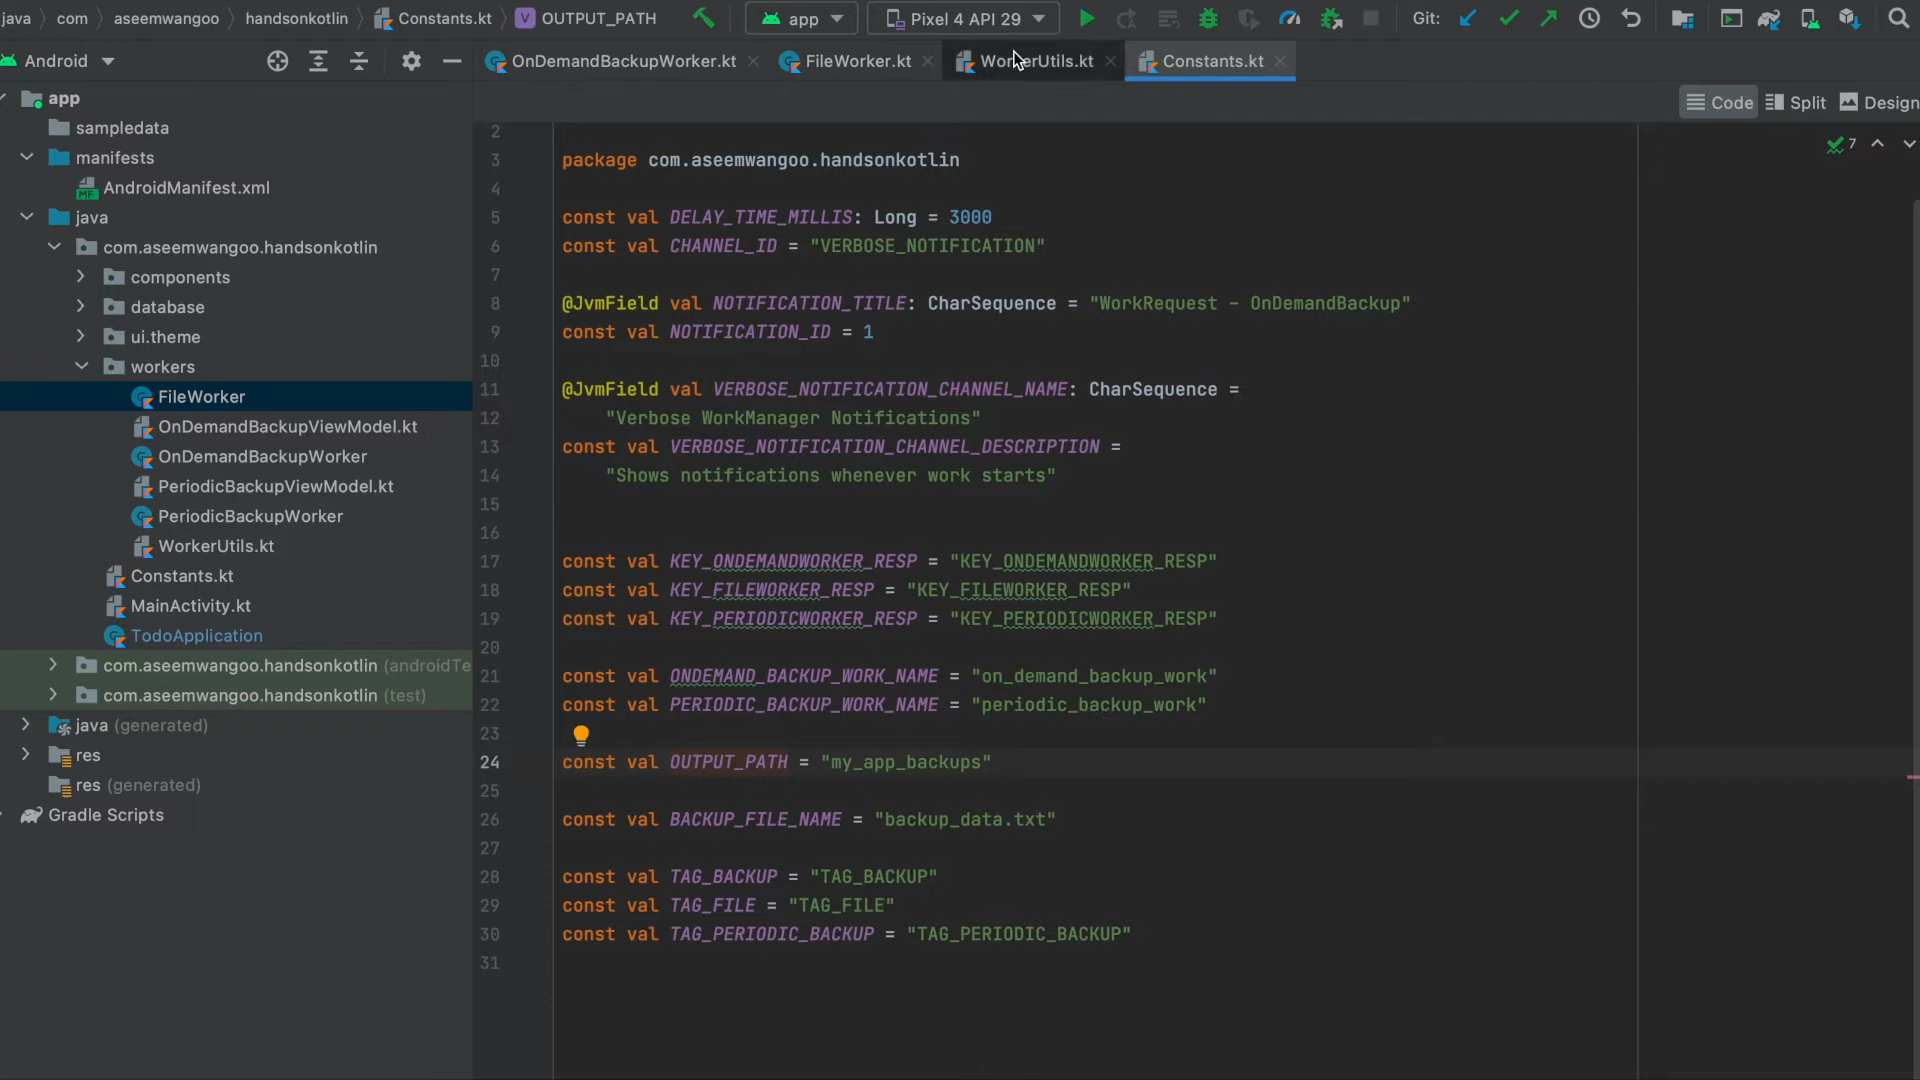 java com aseemwangoo handsonkotlin Constants.kt V OUTPUT_PATH app Pixel 4 API 29 Git:
Android
OnDemandBackupWorker.kt FileWorker.kt WorkerUtils.kt Constants.kt
Code Split Design
app
sampledata
manifests
MF AndroidManifest.xml
java
com.aseemwangoo.handsonkotlin
components
database
ui.theme
workers
FileWorker
OnDemandBackupViewModel.kt
OnDemandBackupWorker
PeriodicBackupViewModel.kt
PeriodicBackupWorker
WorkerUtils.kt
Constants.kt
MainActivity.kt
TodoApplication
com.aseemwangoo.handsonkotlin (androidTe
com.aseemwangoo.handsonkotlin (test)
java (generated)
res
res (generated)
Gradle Scripts
7
2
3 package com.aseemwangoo.handsonkotlin
4
5 const val DELAY_TIME_MILLIS: Long = 3000
6 const val CHANNEL_ID = "VERBOSE_NOTIFICATION"
7
8 @JvmField val NOTIFICATION_TITLE: CharSequence = "WorkRequest - OnDemandBackup"
9 const val NOTIFICATION_ID = 1
10
11 @JvmField val VERBOSE_NOTIFICATION_CHANNEL_NAME: CharSequence =
12 "Verbose WorkManager Notifications"
13 const val VERBOSE_NOTIFICATION_CHANNEL_DESCRIPTION =
14 "Shows notifications whenever work starts"
15
16
17 const val KEY_ONDEMANDWORKER_RESP = "KEY_ONDEMANDWORKER_RESP"
18 const val KEY_FILEWORKER_RESP = "KEY_FILEWORKER_RESP"
19 const val KEY_PERIODICWORKER_RESP = "KEY_PERIODICWORKER_RESP"
20
21 const val ONDEMAND_BACKUP_WORK_NAME = "on_demand_backup_work"
22 const val PERIODIC_BACKUP_WORK_NAME = "periodic_backup_work"
23
24 const val OUTPUT_PATH = "my_app_backups"
25
26 const val BACKUP_FILE_NAME = "backup_data.txt"
27
28 const val TAG_BACKUP = "TAG_BACKUP"
29 const val TAG_FILE = "TAG_FILE"
30 const val TAG_PERIODIC_BACKUP = "TAG_PERIODIC_BACKUP"
31